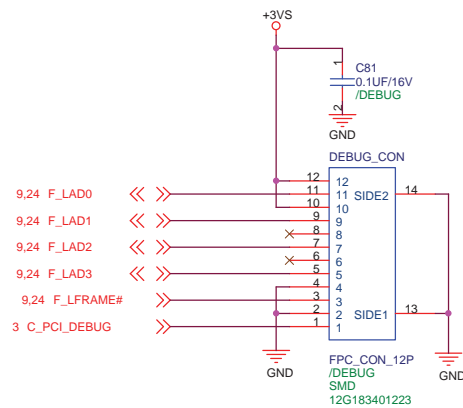 +3VS
1
C81
0.1UF/16V
/DEBUG
2
GND
DEBUG_CON
12 12
9,24 F_LAD0 11 11 SIDE2 14
10 10
9,24 F_LAD1 9 9
8 8
9,24 F_LAD2 7 7
6 6
9,24 F_LAD3 5 5
4 4
9,24 F_LFRAME# 3 3
2 2 SIDE1 13
3 C_PCI_DEBUG 1 1
GND
FPC_CON_12P
GND
/DEBUG
SMD
12G183401223